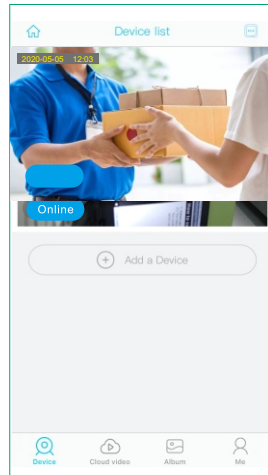 Device list
2020-05-05 12:03
Online
Add a Device
Device Cloud video Album Me